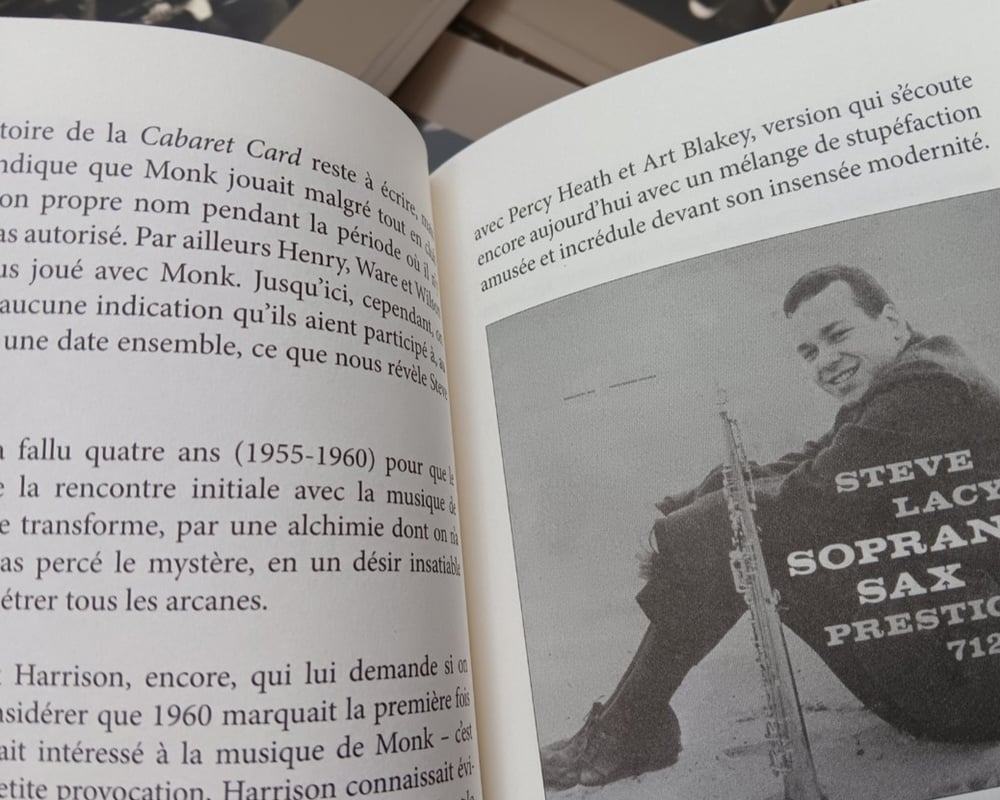 toire de la Cabaret Card reste à écrire,
ndique que Monk jouait malgré tout en
on propre nom pendant la période où il
as autorisé. Par ailleurs Henry, Ware et Wilson
us joué avec Monk. Jusqu'ici, cependant, on
aucune indication qu'ils aient participé à, au
une date ensemble, ce que nous révèle Steve
fallu quatre ans (1955-1960) pour que le
e la rencontre initiale avec la musique de
e transforme, par une alchimie dont on n'a
as percé le mystère, en un désir insatiable
étrer tous les arcanes.
Harrison, encore, qui lui demande si on
nsidérer que 1960 marquait la première fois
ait intéressé à la musique de Monk – c'est
etite provocation. Harrison connaissait évi-
avec Percy Heath et Art Blakey, version qui s'écoute
encore aujourd'hui avec un mélange de stupéfaction
amusée et incrédule devant son insensée modernité.
STEVE
LACY
SOPRAN
SAX
PRESTIG
712